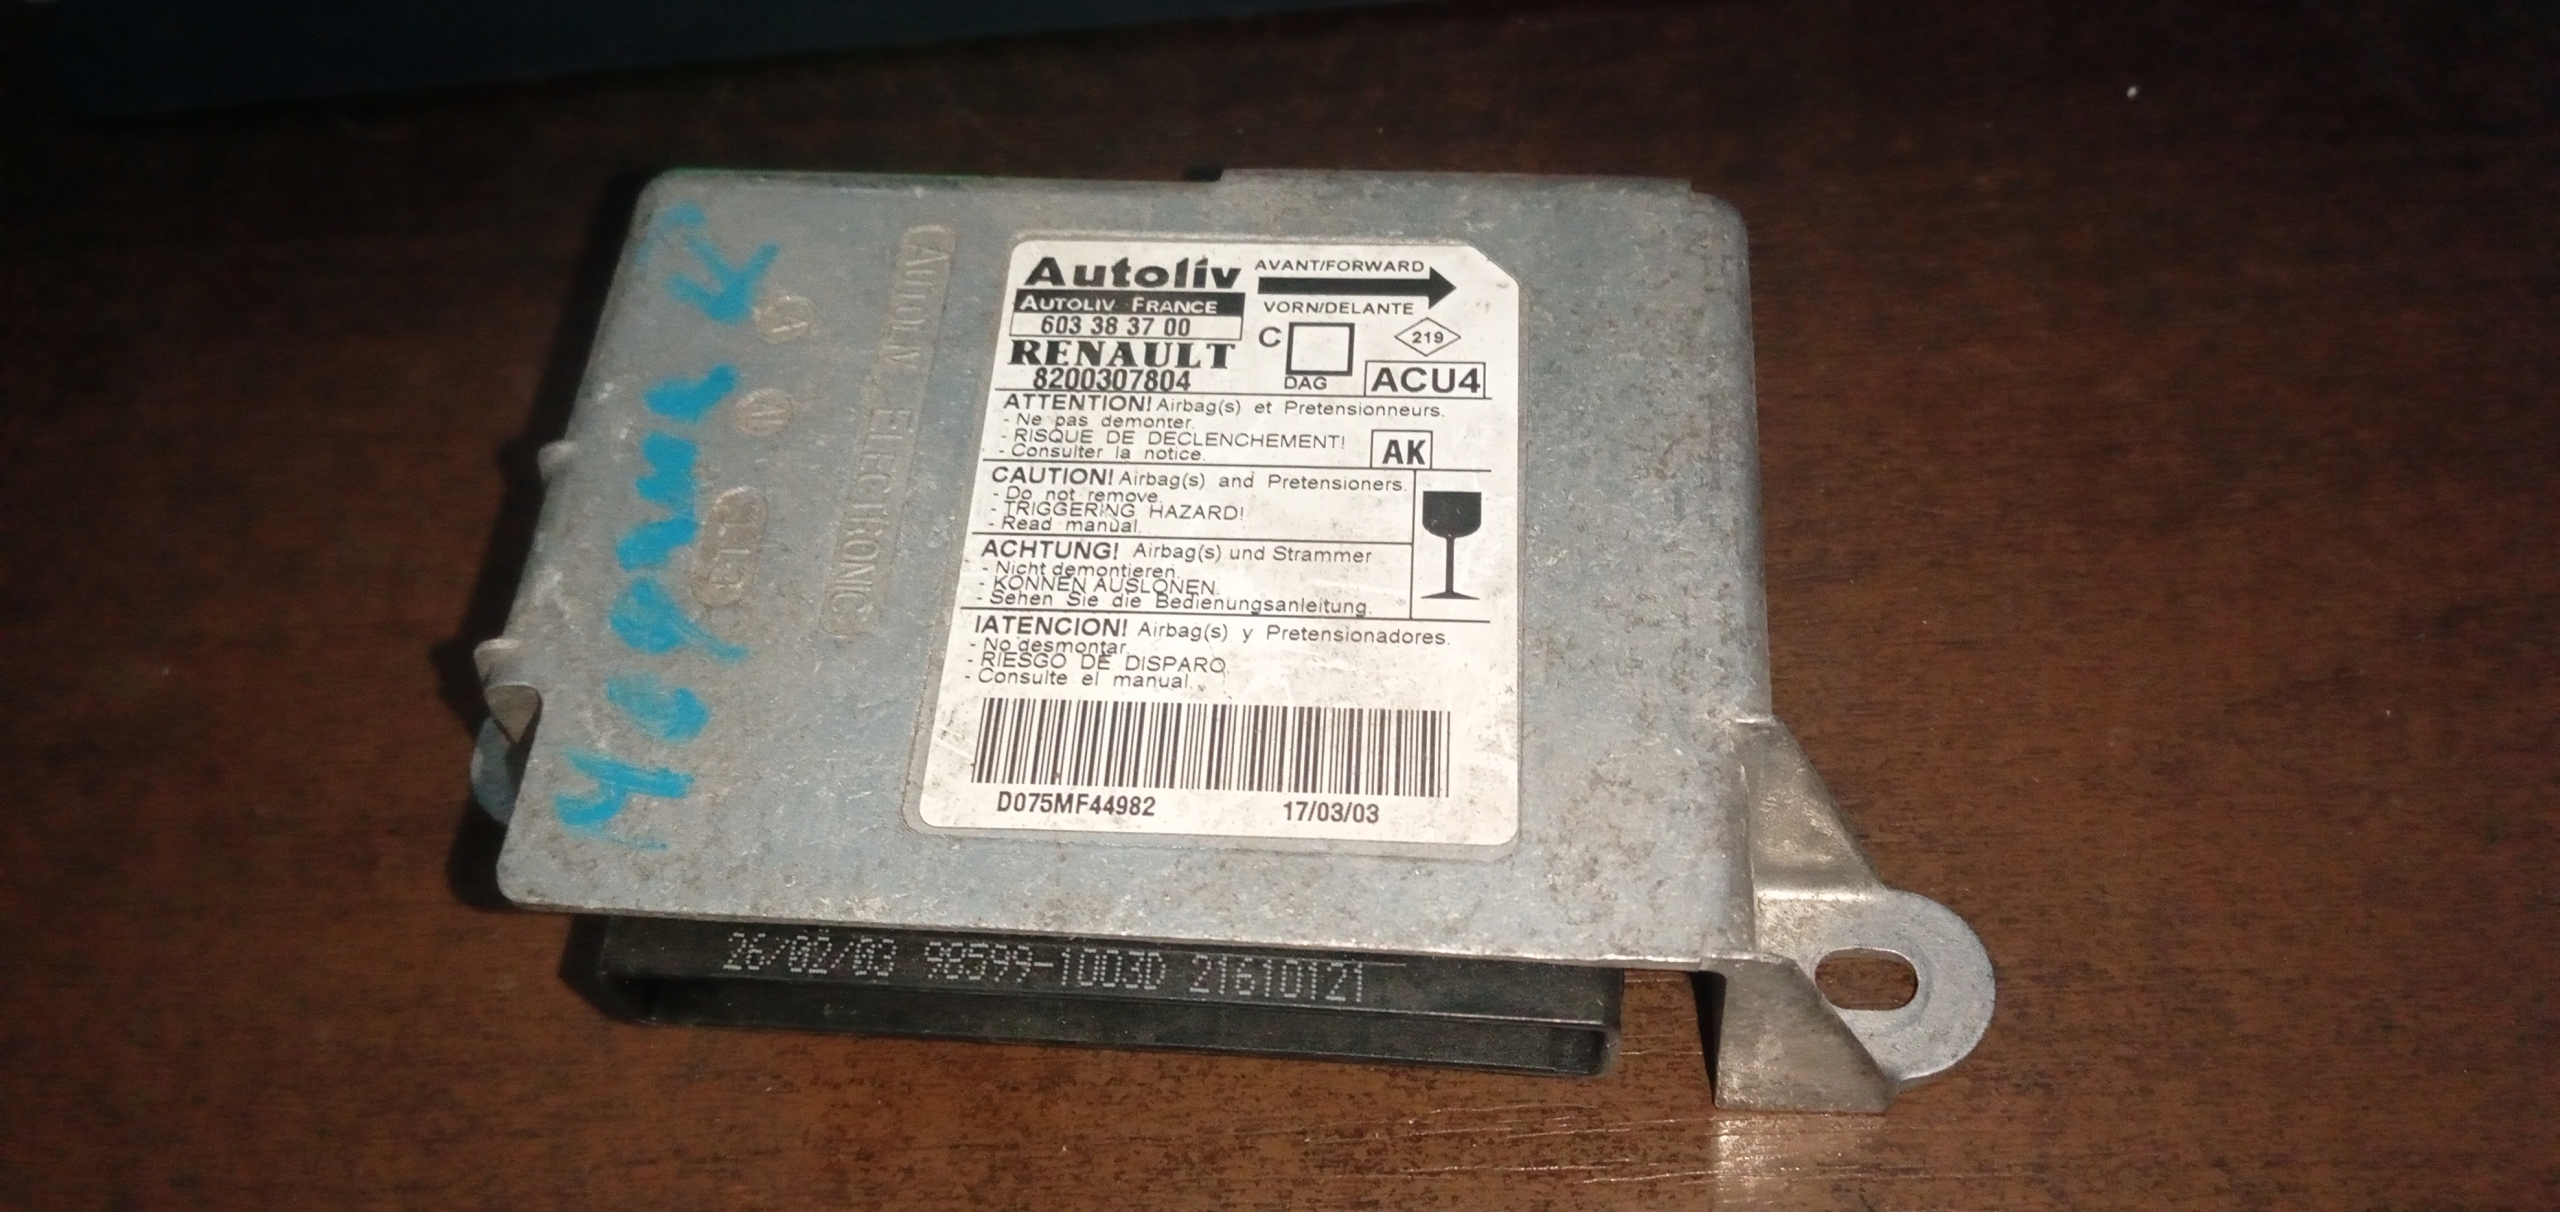 Autoliv
AUTOLIV FRANCE
603 38 37 00
RENAULT
8200307804
AVANT/FORWARD
VORN/DELANTE
C
DAG
219
ACU4
ATTENTION! Airbag(s) et Pretensionneurs.
- Ne pas demonter.
- RISQUE DE DECLENCHEMENT!
- Consulter la notice.
AK
CAUTION! Airbag(s) and Pretensioners.
- Do not remove.
- TRIGGERING HAZARD!
- Read manual.
ACHTUNG! Airbag(s) und Strammer
- Nicht demontieren.
- KONNEN AUSLONEN.
- Sehen Sie die Bedienungsanleitung.
IATENCION! Airbag(s) y Pretensionadores.
- No desmontar.
- RIESGO DE DISPARO.
- Consulte el manual.
D075MF44982
17/03/03
AUTOLIV ELECTRONIC
26/02/03 98599-1003D 21610121